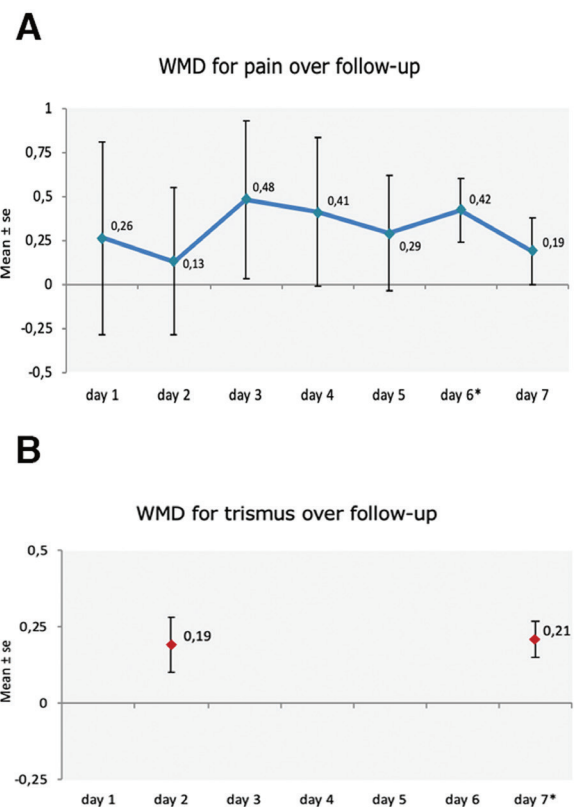 A
WMD for pain over follow-up
Mean ± se
1
0,75
0,5
0,25
0
-0,25
-0,5
0,26
0,13
0,48
0,41
0,29
0,42
0,19
day 1 day 2 day 3 day 4 day 5 day 6* day 7
B
WMD for trismus over follow-up
Mean ± se
0,5
0,25
0
-0,25
0,19
0,21
day 1 day 2 day 3 day 4 day 5 day 6 day 7*